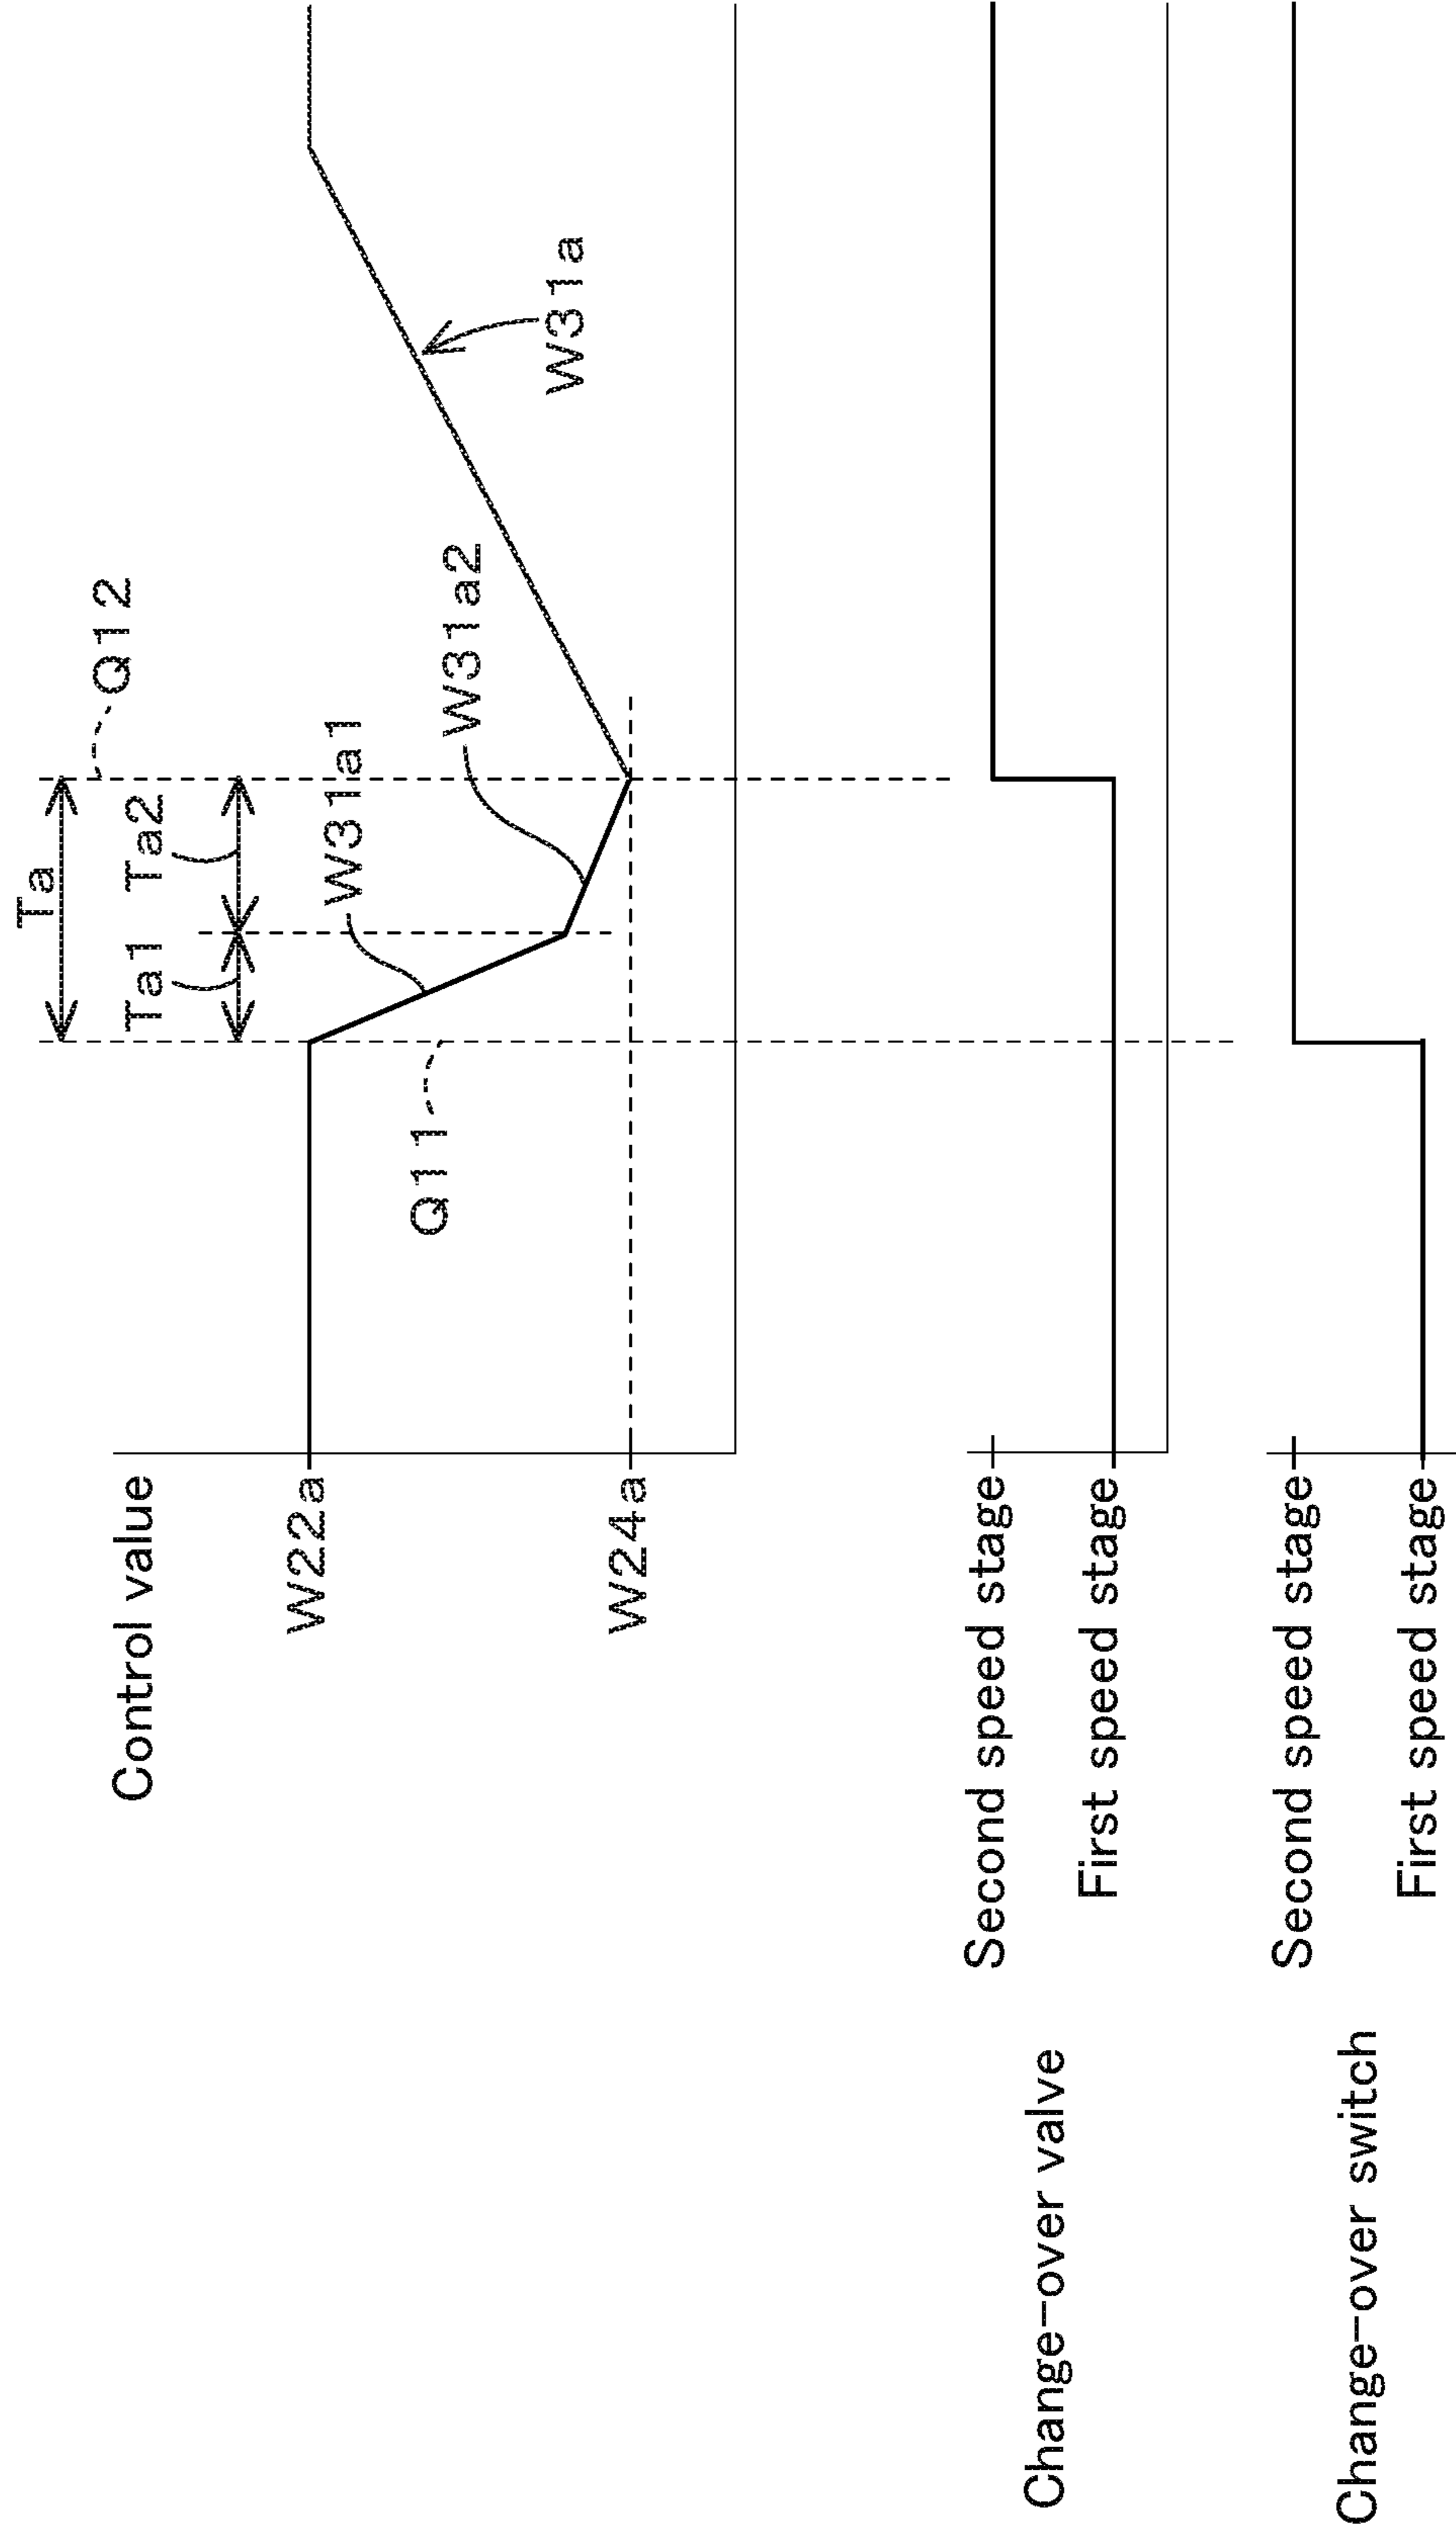 Ta
Ta1 Ta2
Q12
Control value
W22a
W31a1
Q11
W31a2
W31a
W24a
Change-over valve
Second speed stage
First speed stage
Change-over switch
Second speed stage
First speed stage